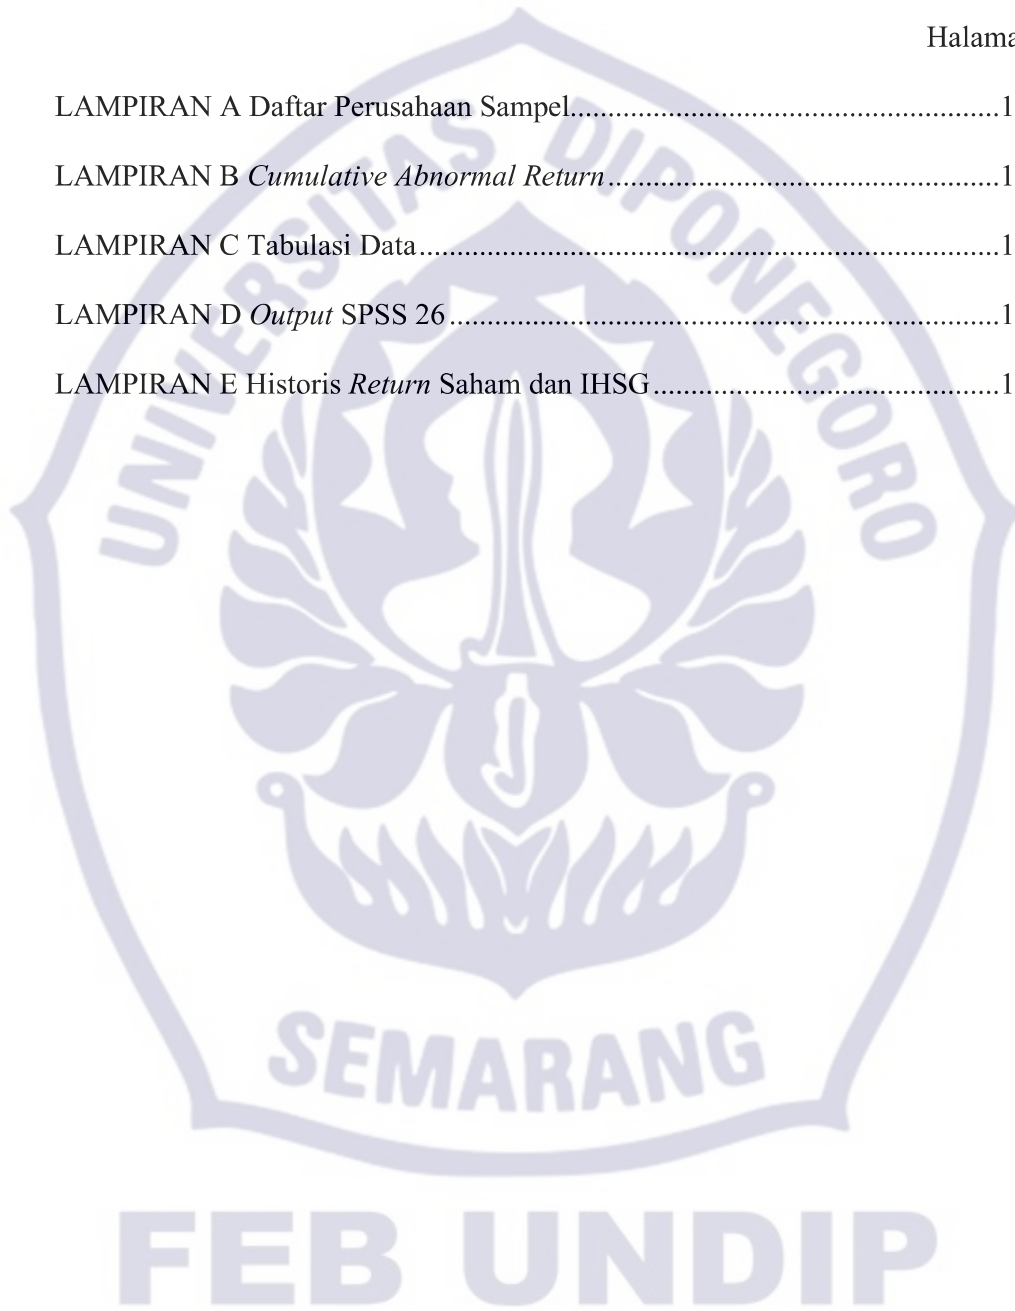 Halama
LAMPIRAN A Daftar Perusahaan Sampel.........................................................1
LAMPIRAN B Cumulative Abnormal Return....................................................1
LAMPIRAN C Tabulasi Data.............................................................................1
LAMPIRAN D Output SPSS 26.........................................................................1
LAMPIRAN E Historis Return Saham dan IHSG..............................................1
UNIVERSITAS DIPONEGORO
SEMARANG
FEB UNDIP